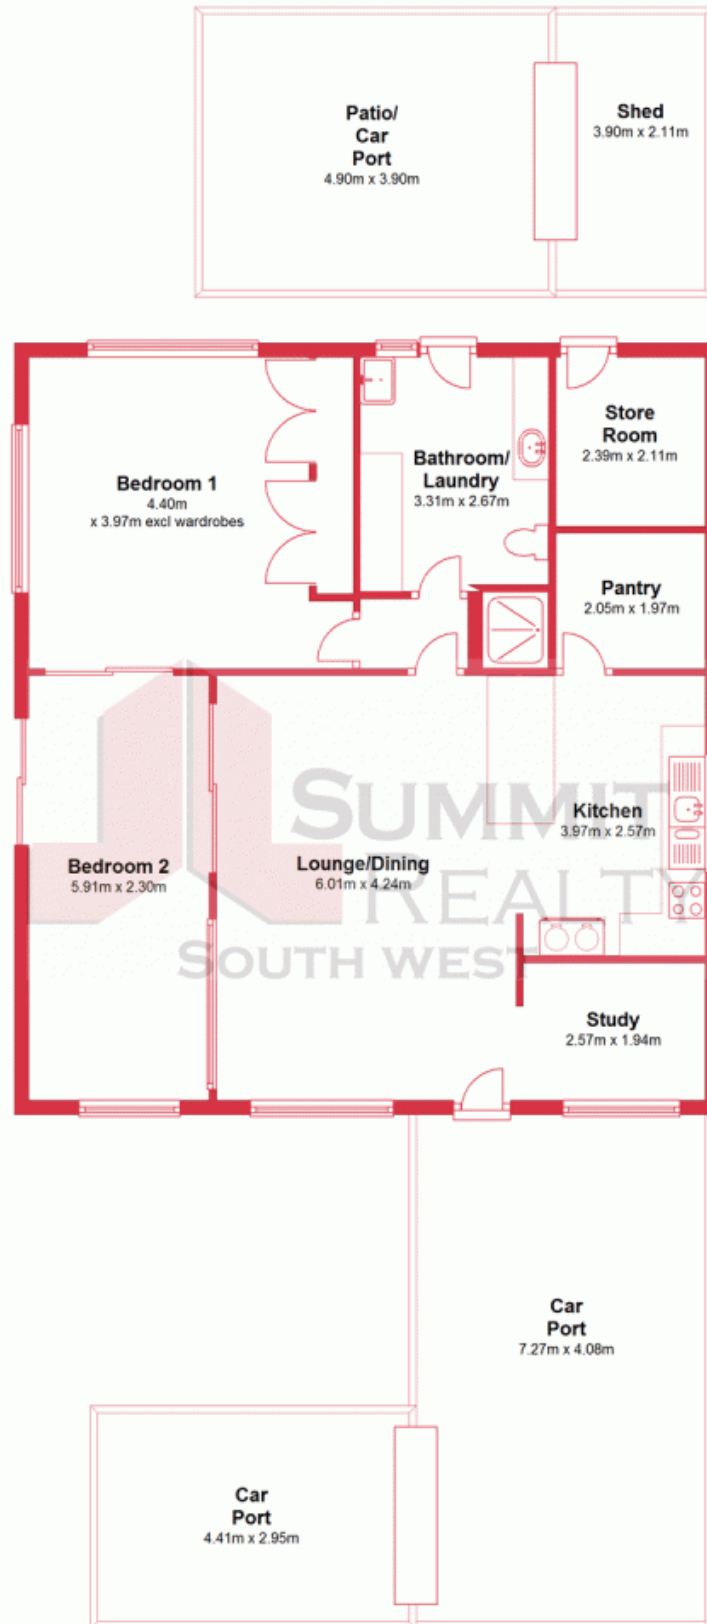 Patio/
Car
Port
4.90m x 3.90m
Shed
3.90m x 2.11m
Bedroom 1
4.40m
x 3.97m excl wardrobes
Bathroom/
Laundry
3.31m x 2.67m
Store
Room
2.39m x 2.11m
Pantry
2.05m x 1.97m
Kitchen
3.97m x 2.57m
Bedroom 2
5.91m x 2.30m
Lounge/Dining
6.01m x 4.24m
SUMMIT
REALTY
SOUTH WEST
Study
2.57m x 1.94m
Car
Port
7.27m x 4.08m
Car
Port
4.41m x 2.95m